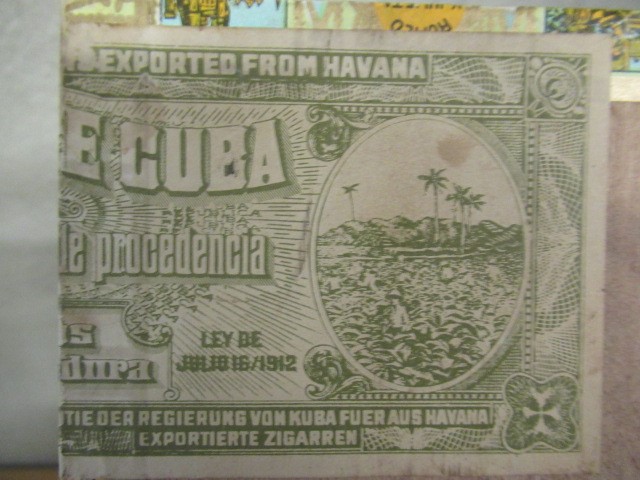 EXPORTED FROM HAVANA
E CUBA
de procedencia
LEY DE
JULIO 16/1912
TIE DER REGIERUNG VON KUBA FUER AUS HAVANA
EXPORTIERTE ZIGARREN